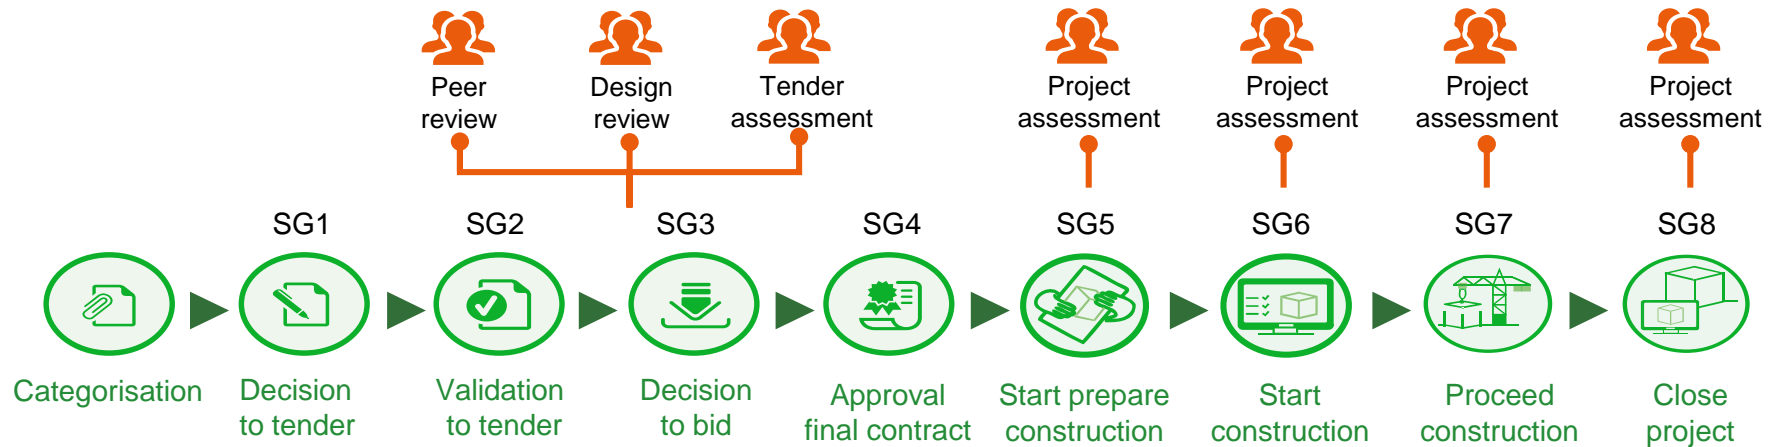 Peer
review
Design
review
Tender
assessment
Project
assessment
Project
assessment
Project
assessment
Project
assessment
SG1
SG2
SG3
SG4
SG5
SG6
SG7
SG8
Categorisation
Decision
to tender
Validation
to tender
Decision
to bid
Approval
final contract
Start prepare
construction
Start
construction
Proceed
construction
Close
project